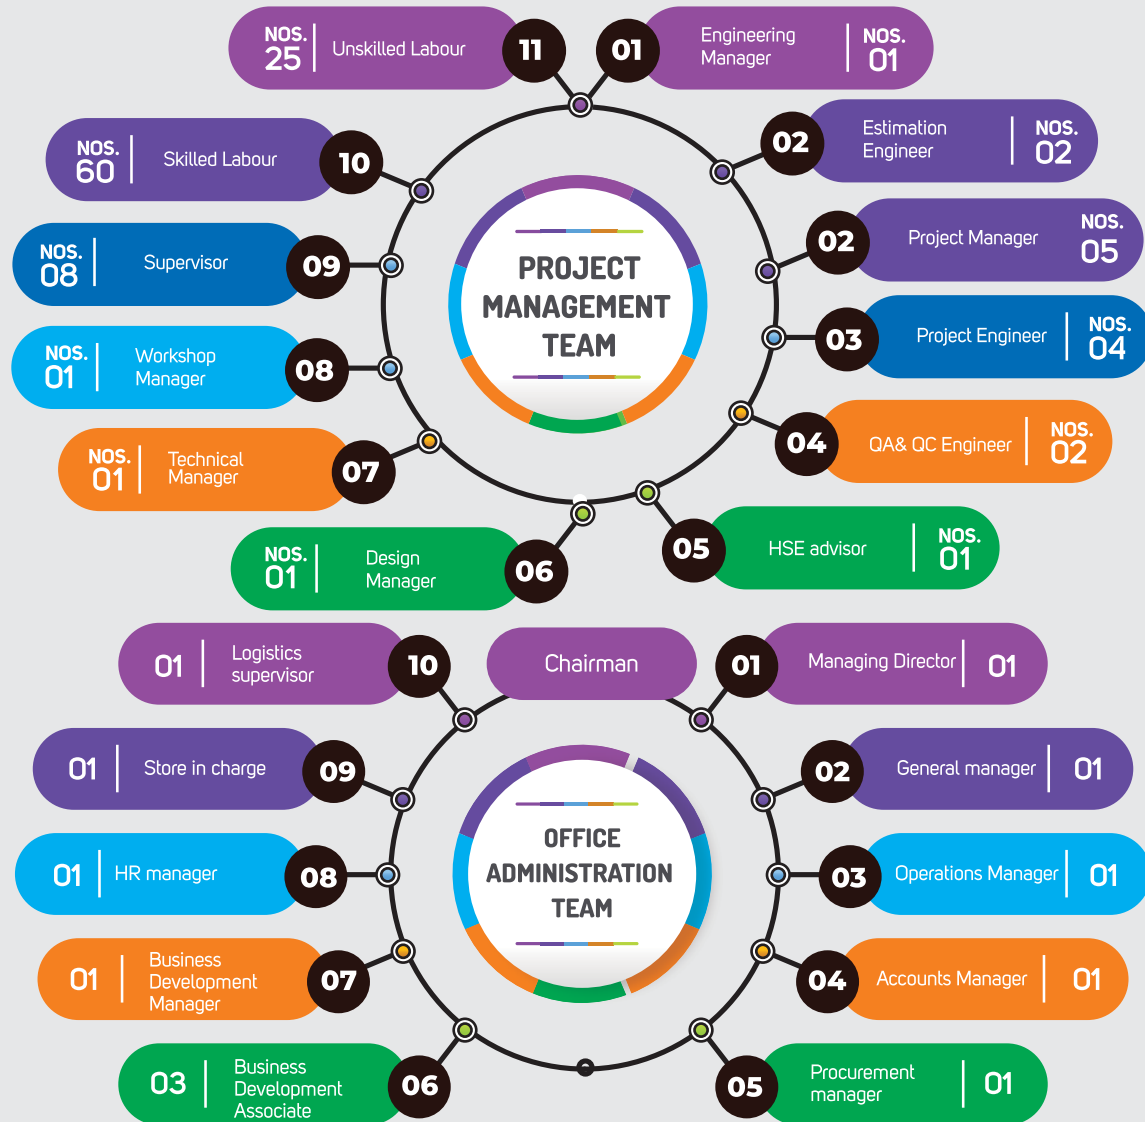 NOS.
25
Unskilled Labour
11
01
Engineering
Manager
NOS.
01
02
Estimation
Engineer
NOS.
02
02
Project Manager
NOS.
05
03
Project Engineer
NOS.
04
04
QA& QC Engineer
NOS.
02
05
HSE advisor
NOS.
01
NOS.
01
Design
Manager
06
NOS.
01
Technical
Manager
07
NOS.
01
Workshop
Manager
08
NOS.
08
Supervisor
09
NOS.
60
Skilled Labour
10
PROJECT
MANAGEMENT
TEAM
Chairman
01
Managing Director
01
02
General manager
01
03
Operations Manager
01
04
Accounts Manager
01
05
Procurement
manager
01
03
Business
Development
Associate
06
01
Business
Development
Manager
07
01
HR manager
08
01
Store in charge
09
01
Logistics
supervisor
10
OFFICE
ADMINISTRATION
TEAM